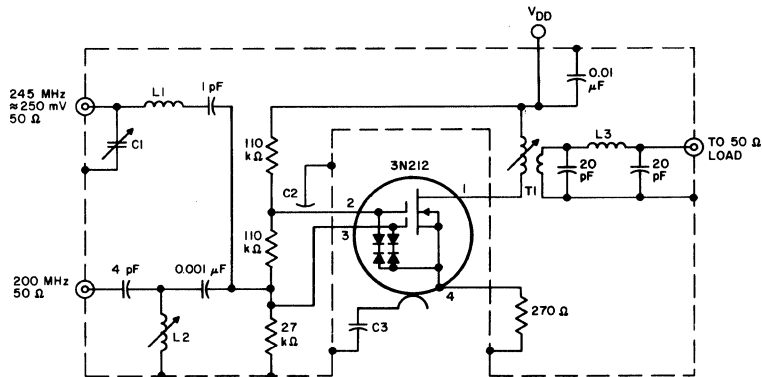 V_DD
245 MHz
≈250 mV
50 Ω
L1
1 pF
0.01
μF
C1
110
kΩ
C2
3N212
1
T1
20
pF
L3
20
pF
TO 50 Ω
LOAD
2
3
110
kΩ
4
200 MHz
50 Ω
4 pF
0.001 μF
L2
27
kΩ
C3
270 Ω